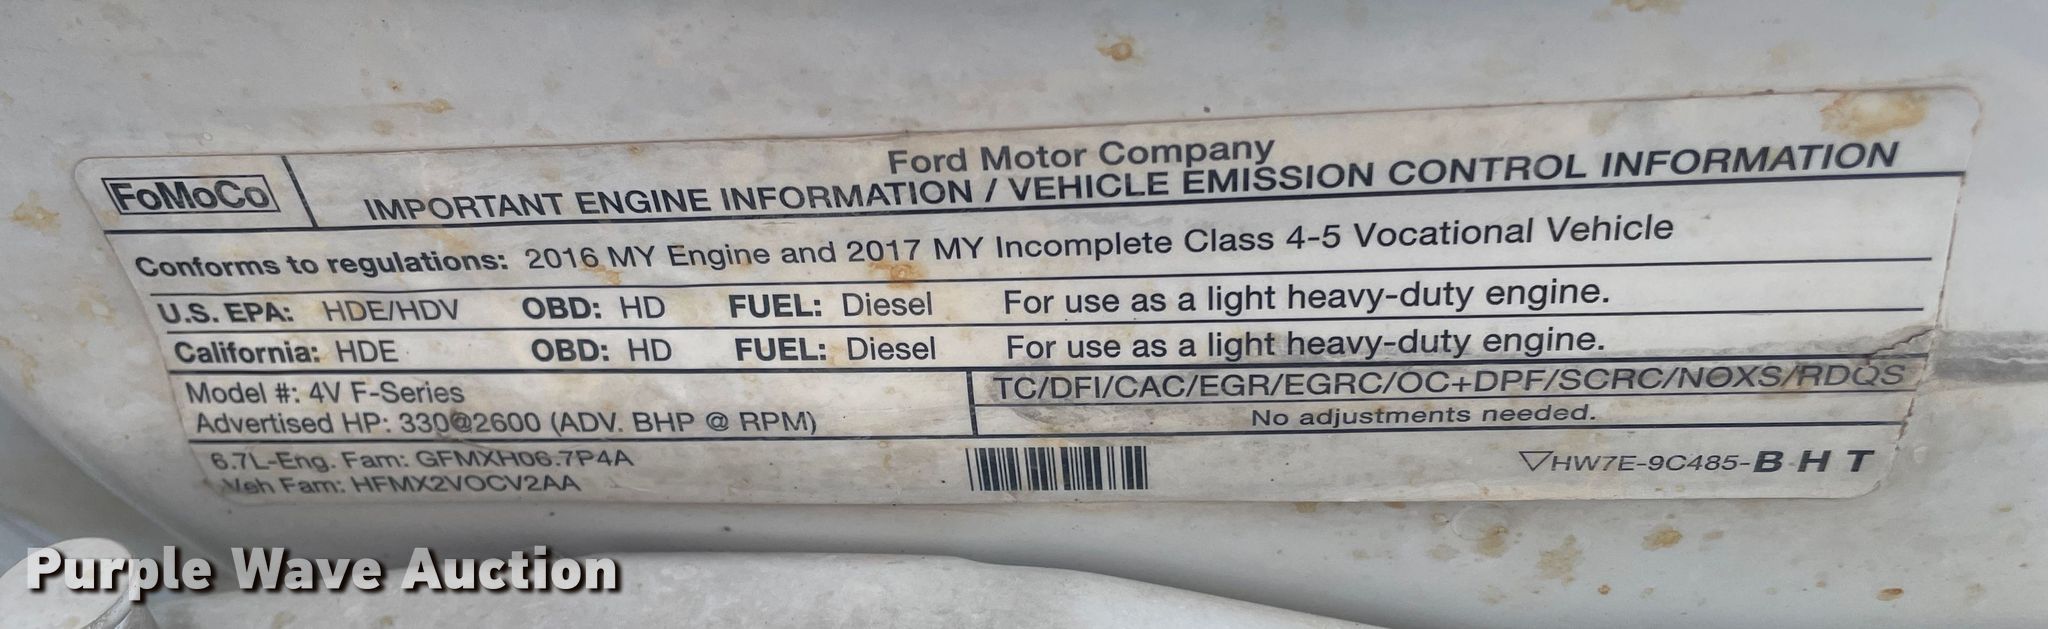 FoMoCo
Ford Motor Company
IMPORTANT ENGINE INFORMATION / VEHICLE EMISSION CONTROL INFORMATION
Conforms to regulations: 2016 MY Engine and 2017 MY Incomplete Class 4-5 Vocational Vehicle
U.S. EPA: HDE/HDV OBD: HD FUEL: Diesel For use as a light heavy-duty engine.
California: HDE OBD: HD FUEL: Diesel For use as a light heavy-duty engine.
Model #: 4V F-Series
Advertised HP: 330@2600 (ADV. BHP @ RPM)
TC/DFI/CAC/EGR/EGRC/OC+DPF/SCRC/NOXS/RDQS
No adjustments needed.
6.7L-Eng. Fam: GFMXH06.7P4A
Veh Fam: HFMX2VOCV2AA
▽HW7E-9C485-B H T
Purple Wave Auction